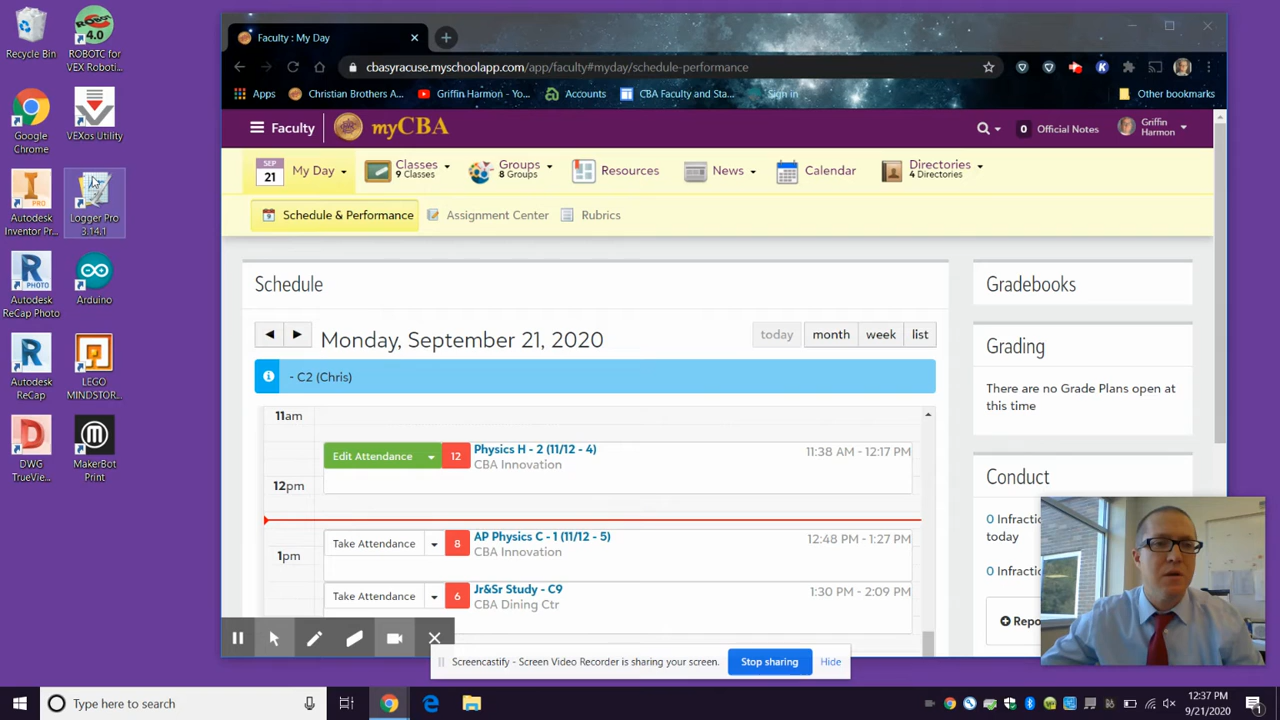 Recycle Bin
ROBOTC for
VEX Roboti...
Google
Chrome
VEXos Utility
Autodesk
Inventor Pr...
Logger Pro
3.14.1
Autodesk
ReCap Photo
Arduino
Autodesk
ReCap
LEGO
MINDSTOR...
DWG
TrueView...
MakerBot
Print
Faculty : My Day
cbasyracuse.myschoolapp.com/app/faculty#myday/schedule-performance
Apps
Christian Brothers A...
Griffin Harmon - Yo...
Accounts
CBA Faculty and Sta...
Sign in
Other bookmarks
Faculty
myCBA
0 Official Notes
Griffin
Harmon
SEP
21
My Day
Classes
9 Classes
Groups
8 Groups
Resources
News
Calendar
Directories
4 Directories
Schedule & Performance
Assignment Center
Rubrics
Schedule
Monday, September 21, 2020
today month week list
- C2 (Chris)
11am
Edit Attendance 12 Physics H - 2 (11/12 - 4) 11:38 AM - 12:17 PM
CBA Innovation
12pm
Take Attendance 8 AP Physics C - 1 (11/12 - 5) 12:48 PM - 1:27 PM
CBA Innovation
1pm
Take Attendance 6 Jr&Sr Study - C9 1:30 PM - 2:09 PM
CBA Dining Ctr
Gradebooks
Grading
There are no Grade Plans open at
this time
Conduct
0 Infracti
today
0 Infracti
Repo
Screencastify - Screen Video Recorder is sharing your screen.
Stop sharing
Hide
Type here to search
12:37 PM
9/21/2020
1